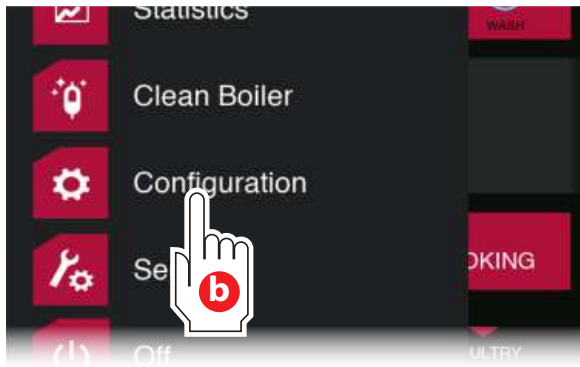 Statistics
WASH
Clean Boiler
Configuration
Se
OKING
b
Off
ULTRY